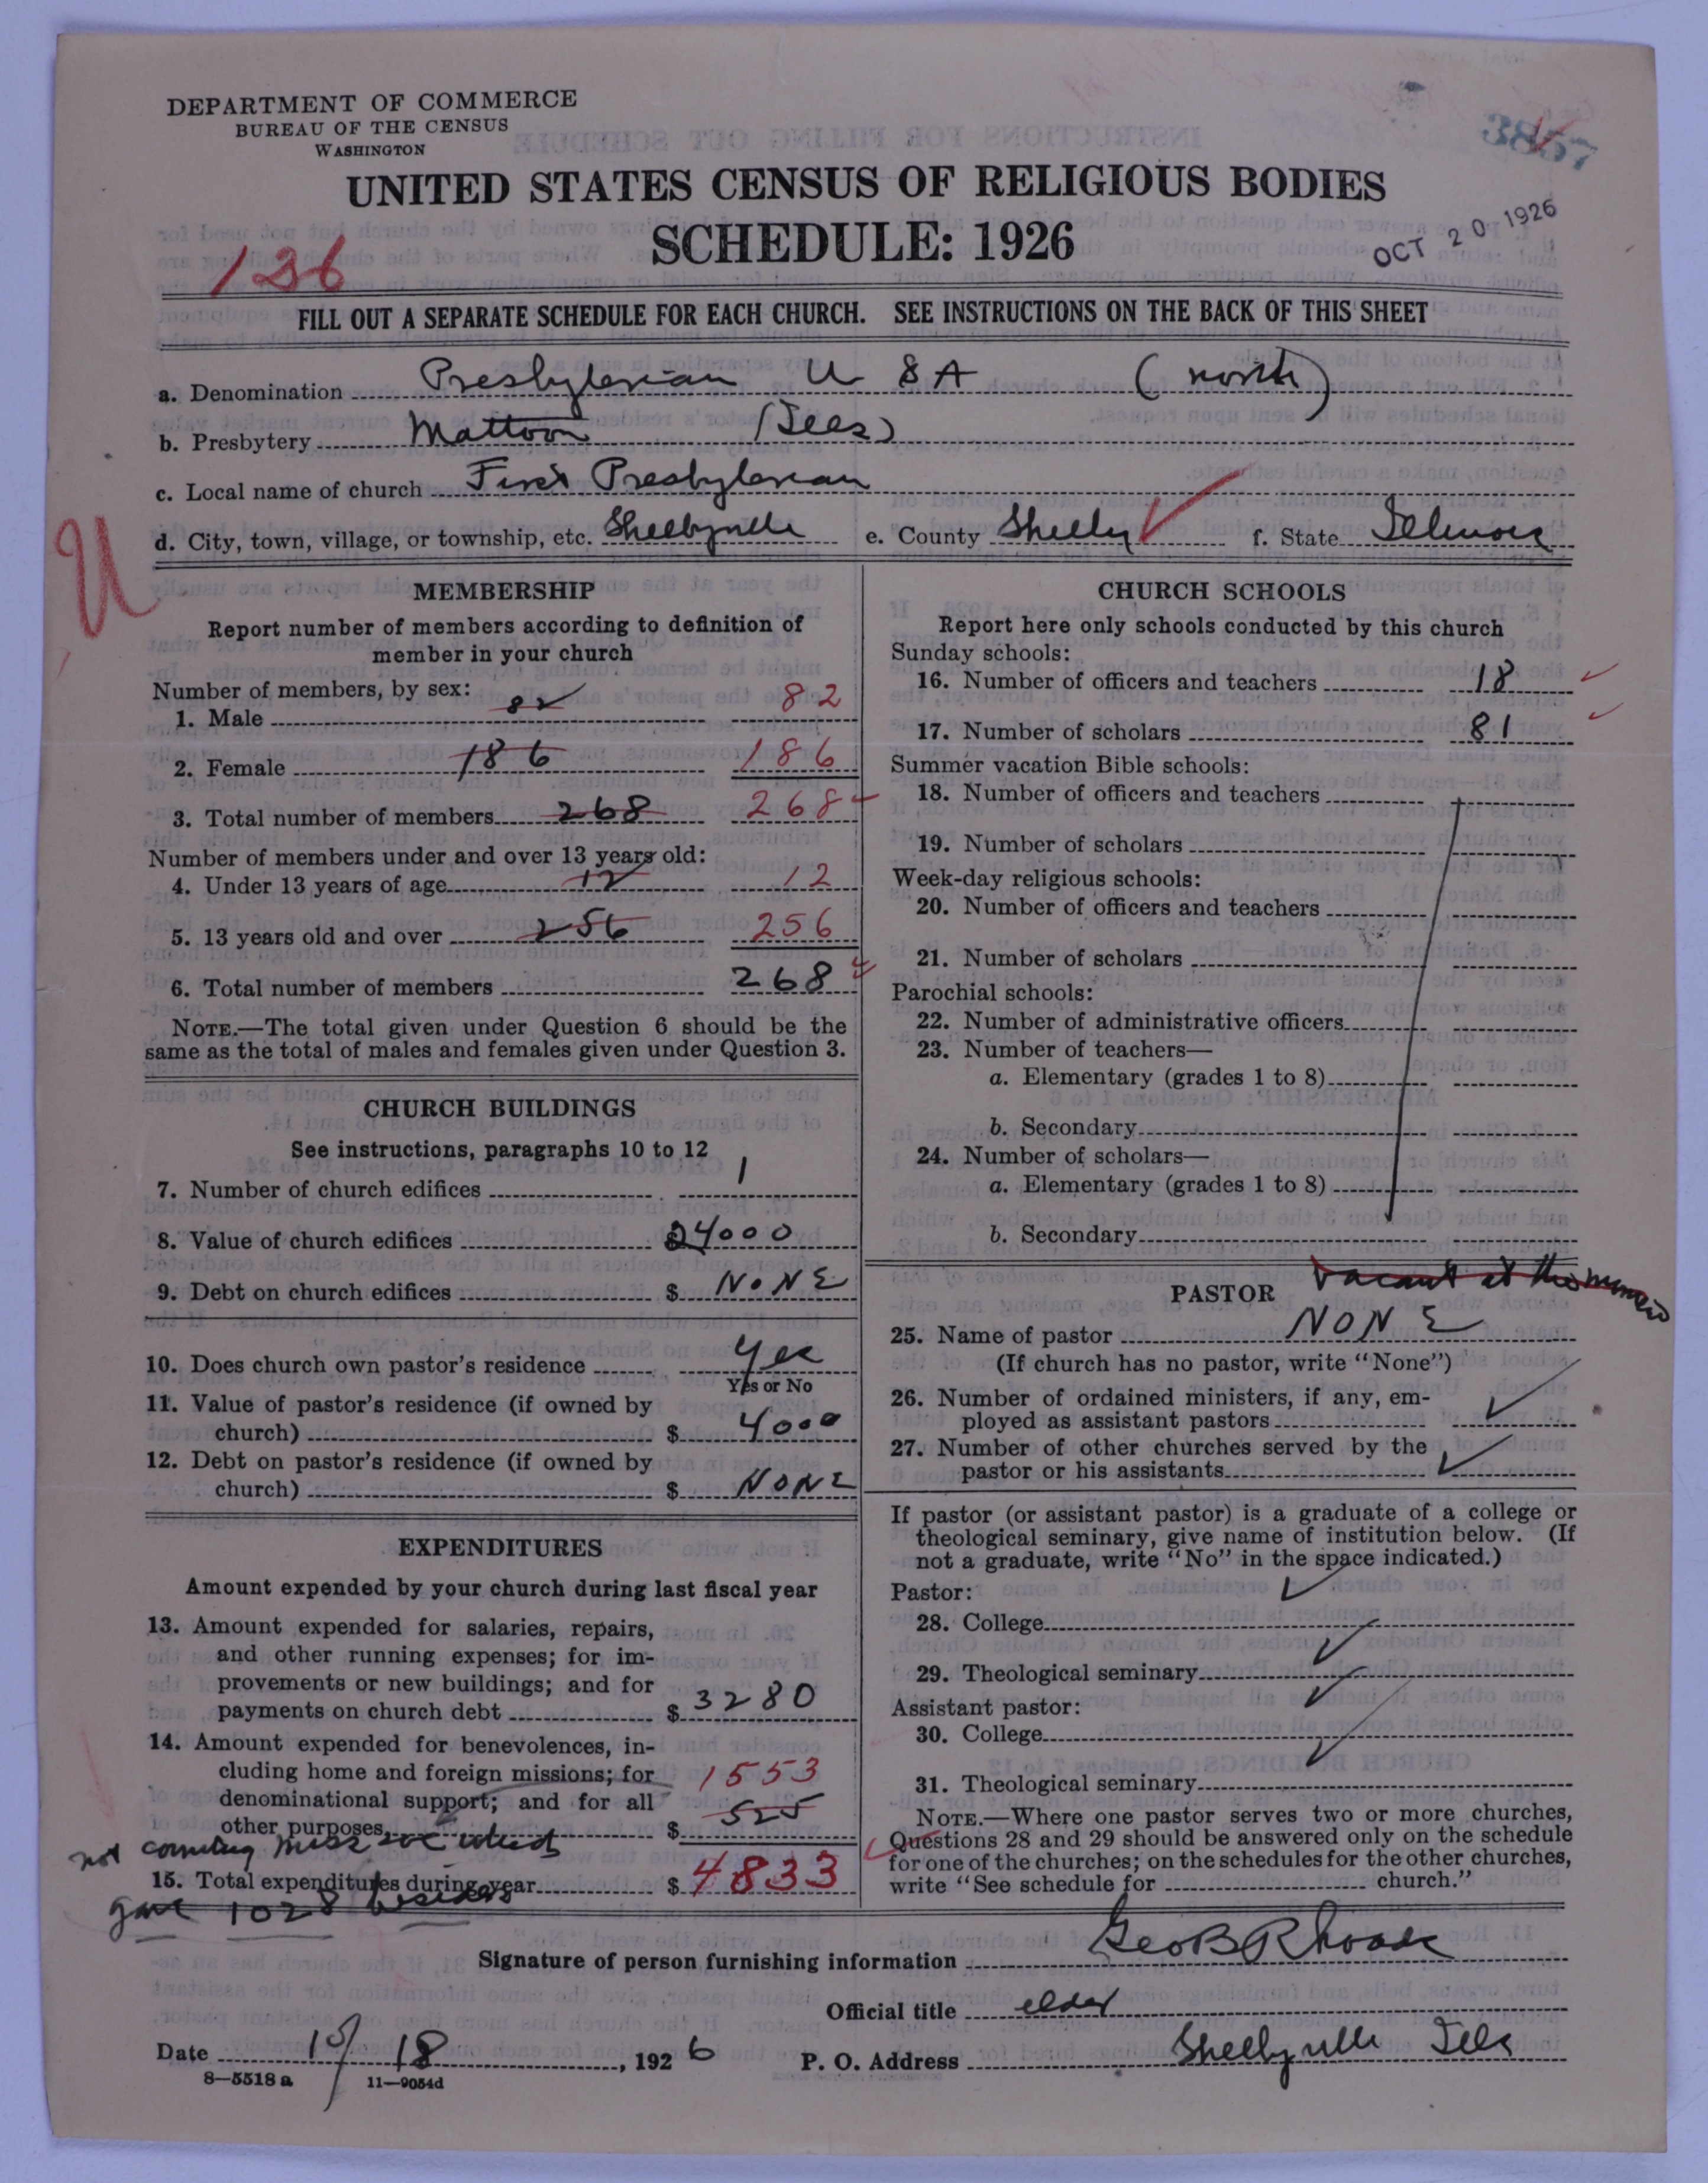 DEPARTMENT OF COMMERCE
BUREAU OF THE CENSUS
WASHINGTON
3857
UNITED STATES CENSUS OF RELIGIOUS BODIES
SCHEDULE: 1926
OCT 20 1926
136
FILL OUT A SEPARATE SCHEDULE FOR EACH CHURCH. SEE INSTRUCTIONS ON THE BACK OF THIS SHEET
a. Denomination Presbyterian U S A (north)
b. Presbytery Mattoon (Ills)
c. Local name of church First Presbyterian
d. City, town, village, or township, etc. Shelbyville e. County Shelby f. State Illinois
U
MEMBERSHIP
Report number of members according to definition of
member in your church
Number of members, by sex:
1. Male 82 82
2. Female 186 186
3. Total number of members 268 268
Number of members under and over 13 years old:
4. Under 13 years of age 12 12
5. 13 years old and over 256 256
6. Total number of members 268
NOTE.—The total given under Question 6 should be the
same as the total of males and females given under Question 3.
CHURCH BUILDINGS
See instructions, paragraphs 10 to 12
7. Number of church edifices 1
8. Value of church edifices 24000
9. Debt on church edifices $ NONE
10. Does church own pastor's residence Yes
Yes or No
11. Value of pastor's residence (if owned by
church) $ 4000
12. Debt on pastor's residence (if owned by
church) $ NONE
EXPENDITURES
Amount expended by your church during last fiscal year
13. Amount expended for salaries, repairs,
and other running expenses; for im-
provements or new buildings; and for
payments on church debt $ 3280
14. Amount expended for benevolences, in-
cluding home and foreign missions; for 1553
denominational support; and for all
other purposes $ 525
not counting Miss soc which
15. Total expenditures during year $ 4833
gave 1028 besides
CHURCH SCHOOLS
Report here only schools conducted by this church
Sunday schools:
16. Number of officers and teachers 18
17. Number of scholars 81
Summer vacation Bible schools:
18. Number of officers and teachers
19. Number of scholars
Week-day religious schools:
20. Number of officers and teachers
21. Number of scholars
Parochial schools:
22. Number of administrative officers
23. Number of teachers—
a. Elementary (grades 1 to 8)
b. Secondary
24. Number of scholars—
a. Elementary (grades 1 to 8)
b. Secondary
vacant at this
PASTOR
25. Name of pastor NONE
(If church has no pastor, write "None")
26. Number of ordained ministers, if any, em-
ployed as assistant pastors
27. Number of other churches served by the
pastor or his assistants
If pastor (or assistant pastor) is a graduate of a college or
theological seminary, give name of institution below. (If
not a graduate, write "No" in the space indicated.)
Pastor:
28. College
29. Theological seminary
Assistant pastor:
30. College
31. Theological seminary
NOTE.—Where one pastor serves two or more churches,
Questions 28 and 29 should be answered only on the schedule
for one of the churches; on the schedules for the other churches,
write "See schedule for church."
Signature of person furnishing information Geo B Rhoads
Official title elder
Date 10/18, 1926 P. O. Address Shelbyville Ills
8—5518 a 11—9054d